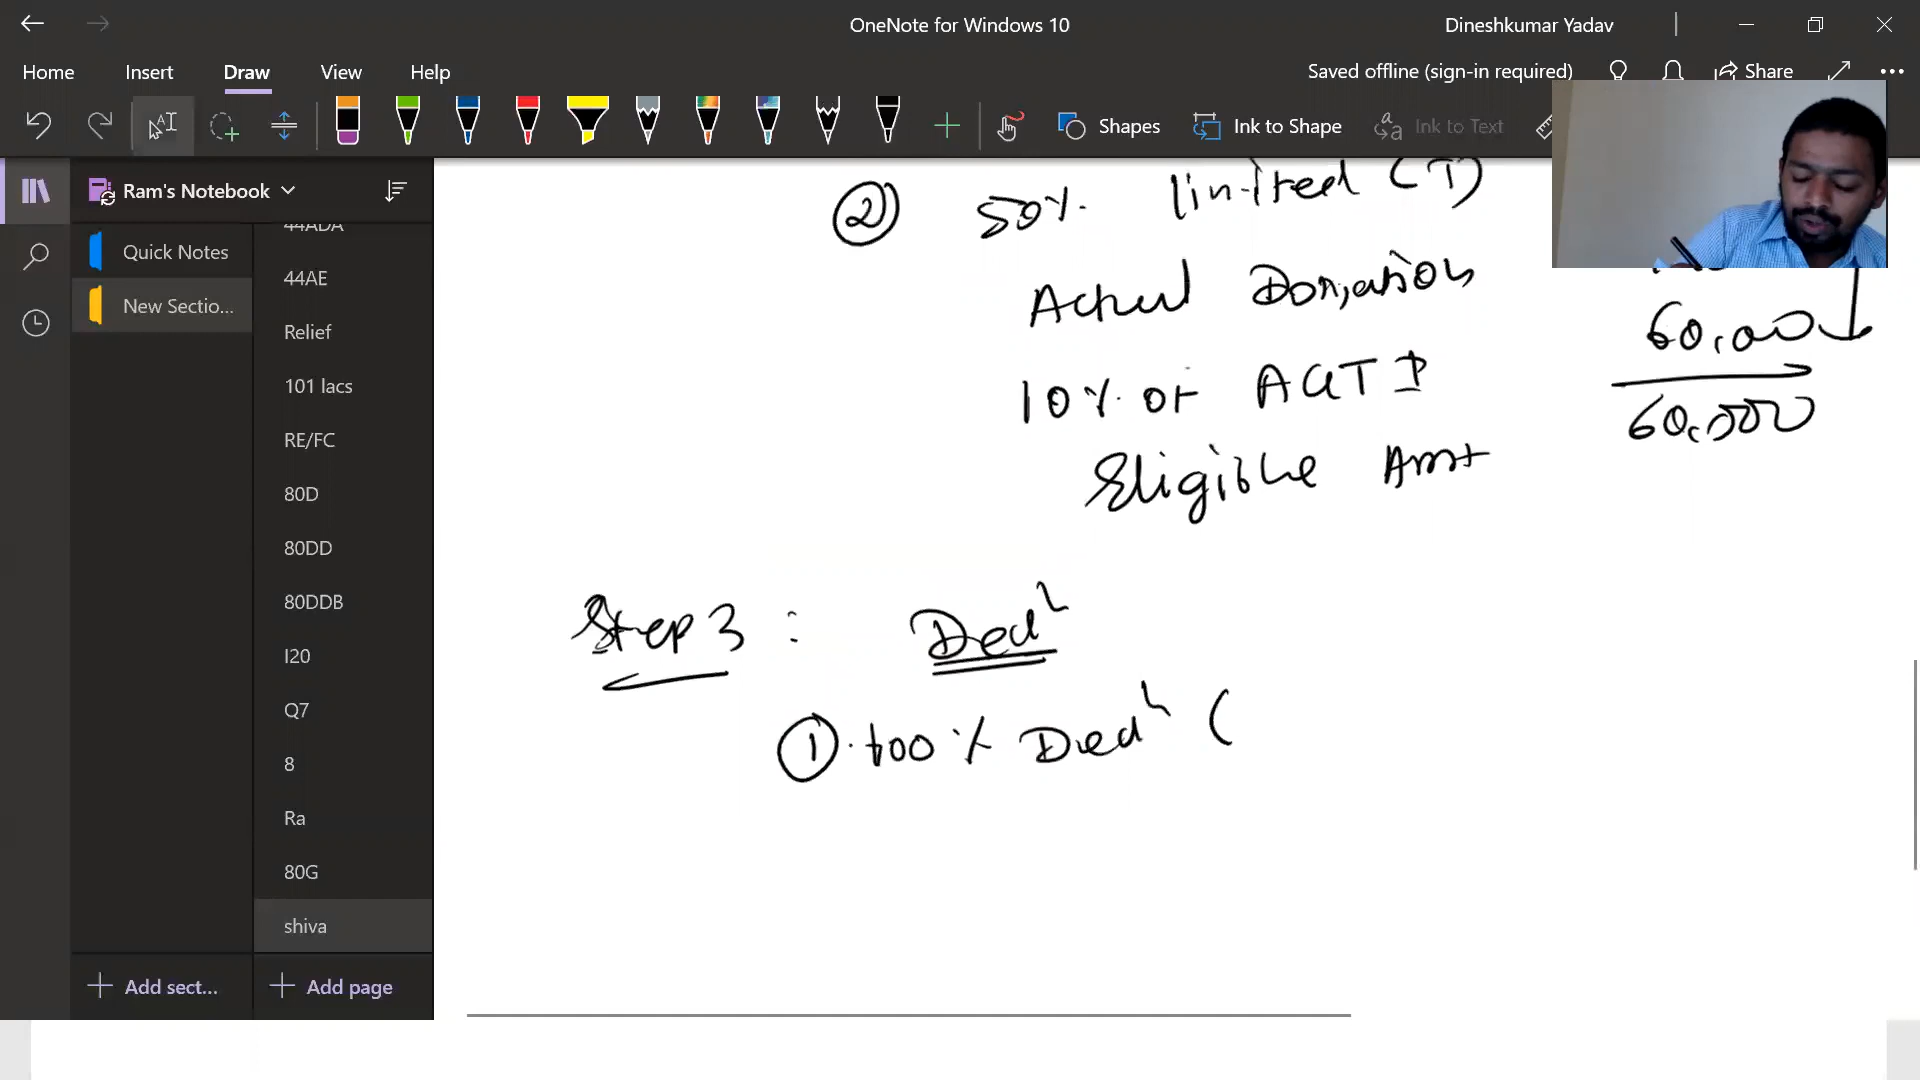 OneNote for Windows 10
Dineshkumar Yadav
Home Insert Draw View Help
Saved offline (sign-in required)
Share
Shapes
Ink to Shape
Ink to Text
Ram's Notebook
Quick Notes
New Sectio...
44ADA
44AE
Relief
101 lacs
RE/FC
80D
80DD
80DDB
I20
Q7
8
Ra
80G
shiva
Add sect...
Add page
② 50% limited (T)
Actual Donation
10% of AGTI 60,000
Eligible Amt 60,000
Step 3 : Dedn
① 100% Dedn (